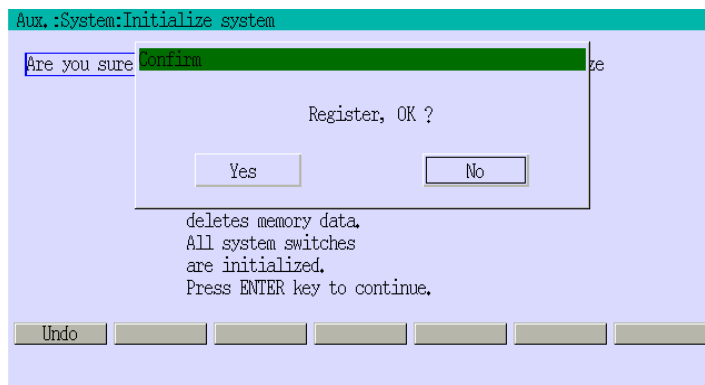 Aux.:System:Initialize system
Are you sure
ze
Confirm
Register, OK ?
Yes
No
deletes memory data.
All system switches
are initialized.
Press ENTER key to continue.
Undo